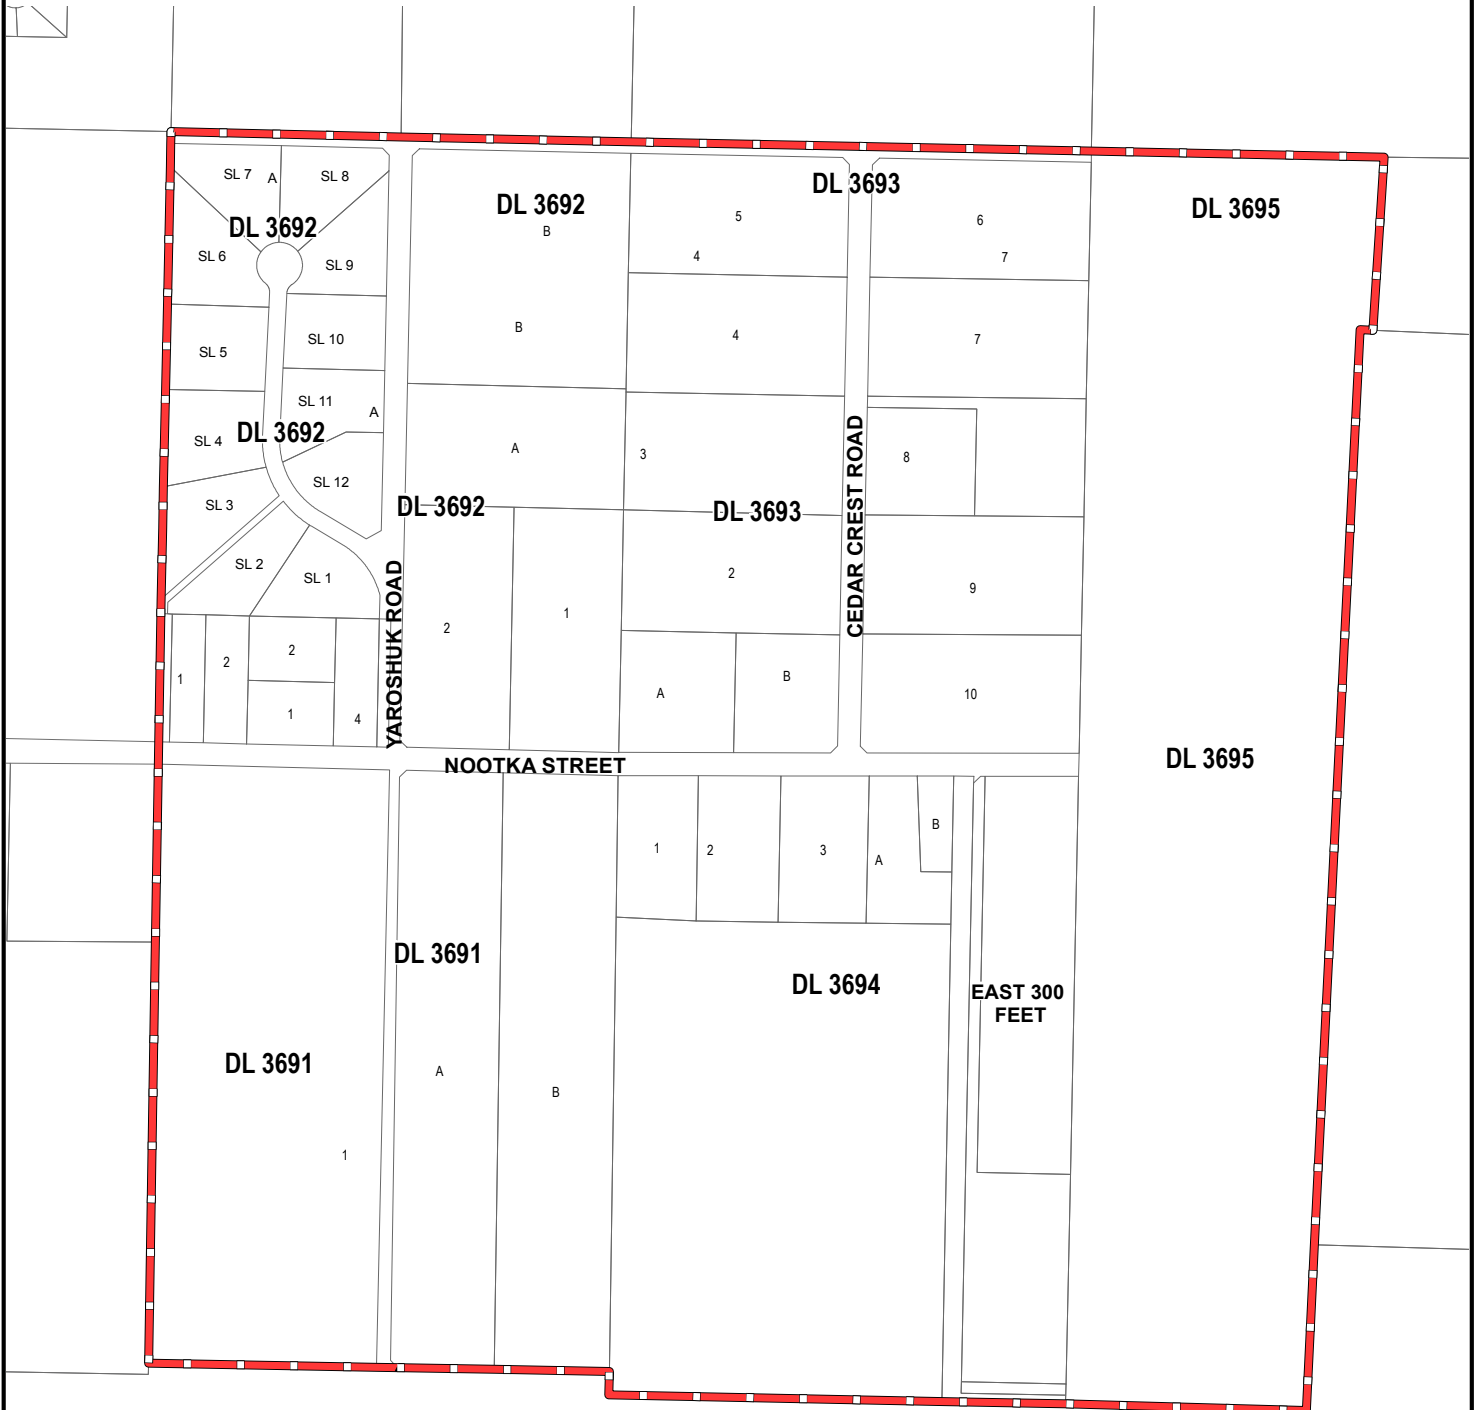 SL 7
A
SL 8
DL 3692
DL 3693
DL 3695
5
6
DL 3692
B
SL 6
SL 9
4
7
B
SL 10
4
7
SL 5
SL 11
A
DL 3692
SL 4
A
3
8
SL 12
SL 3
DL 3692
DL 3693
CEDAR CREST ROAD
SL 2
SL 1
2
9
YAROSHUK ROAD
2
1
1
2
2
A
B
10
1
4
NOOTKA STREET
DL 3695
B
1
2
3
A
DL 3691
DL 3694
EAST 300
FEET
DL 3691
A
B
1